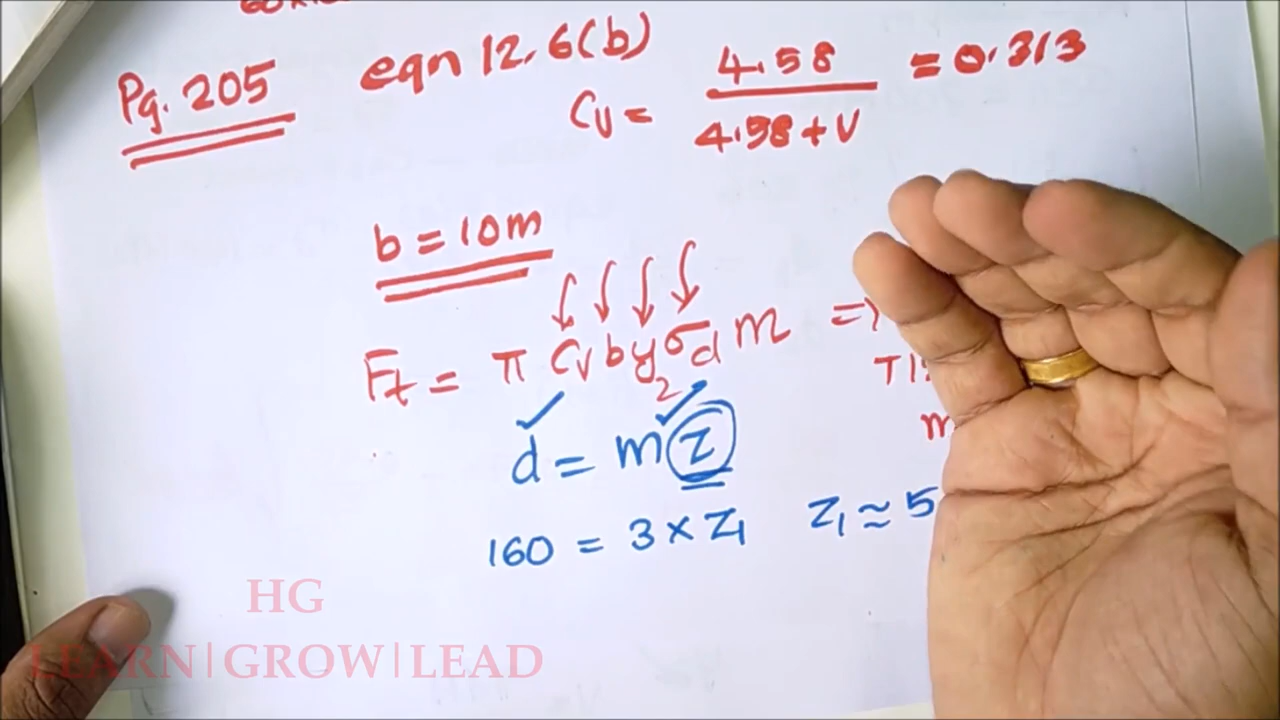 Pg. 205 eqn 12.6(b)
Cv = 4.58 / 4.58 + V = 0.313
b = 10m
Ft = π Cv b y2 σd m =
d = m z
160 = 3 × Z1 Z1 ≈ 5
HG
LEARN|GROW|LEAD